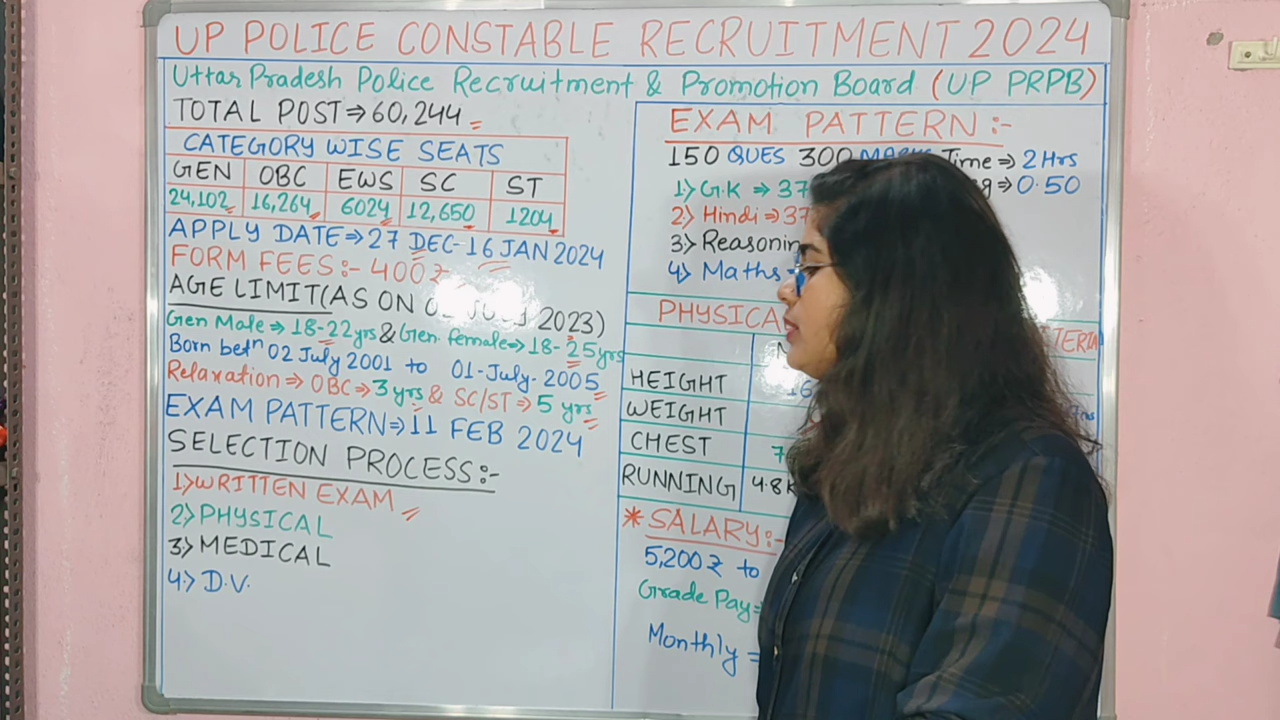 UP POLICE CONSTABLE RECRUITMENT 2024
Uttar Pradesh Police Recruitment & Promotion Board (UP PRPB)
TOTAL POST⇒60,244
CATEGORY WISE SEATS
GEN OBC EWS SC ST
24,102 16,264 6024 12,650 1204
APPLY DATE⇒27 DEC-16 JAN 2024
FORM FEES:- 400₹
AGE LIMIT(AS ON 2023)
Gen Male⇒18-22yrs & Gen female⇒18-25yrs
Born betⁿ 02 July 2001 to 01-July-2005
Relaxation⇒OBC⇒3 yrs & SC/ST⇒5 yrs
EXAM PATTERN⇒11 FEB 2024
SELECTION PROCESS:-
1>WRITTEN EXAM
2>PHYSICAL
3>MEDICAL
4>D.V.
EXAM PATTERN:-
150 QUES 300 Time⇒2 Hrs
1>G.K⇒37 ⇒0.50
2>Hindi⇒37
3>Reasoning
4>Maths
PHYSICA TERIA
HEIGHT
WEIGHT
CHEST
RUNNING 4.8K
*SALARY:-
5,200₹ to
Grade Pay=
Monthly =